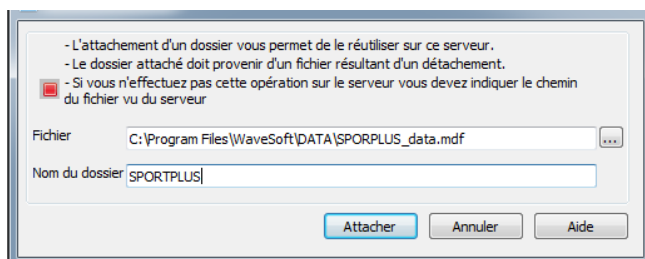 - L'attachement d'un dossier vous permet de le réutiliser sur ce serveur.
- Le dossier attaché doit provenir d'un fichier résultant d'un détachement.
- Si vous n'effectuez pas cette opération sur le serveur vous devez indiquer le chemin
du fichier vu du serveur
Fichier C:\Program Files\WaveSoft\DATA\SPORPLUS_data.mdf ...
Nom du dossier SPORTPLUS
Attacher Annuler Aide